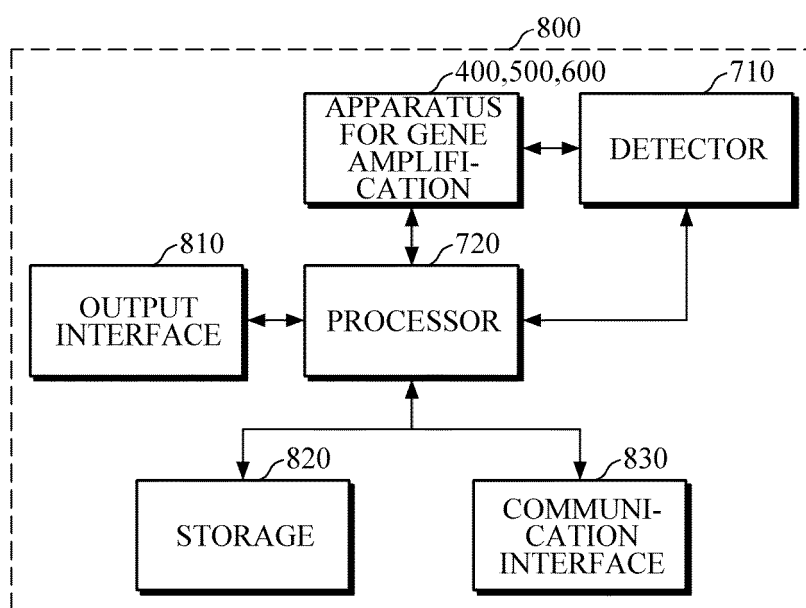 800
400,500,600
710
APPARATUS
FOR GENE
AMPLIFI-
CATION
DETECTOR
810
720
OUTPUT
INTERFACE
PROCESSOR
820
830
STORAGE
COMMUNI-
CATION
INTERFACE